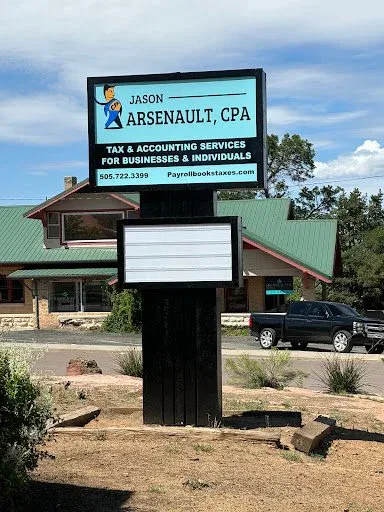 JASON
ARSENAULT, CPA
TAX & ACCOUNTING SERVICES
FOR BUSINESSES & INDIVIDUALS
505.722.3399 Payrollbookstaxes.com